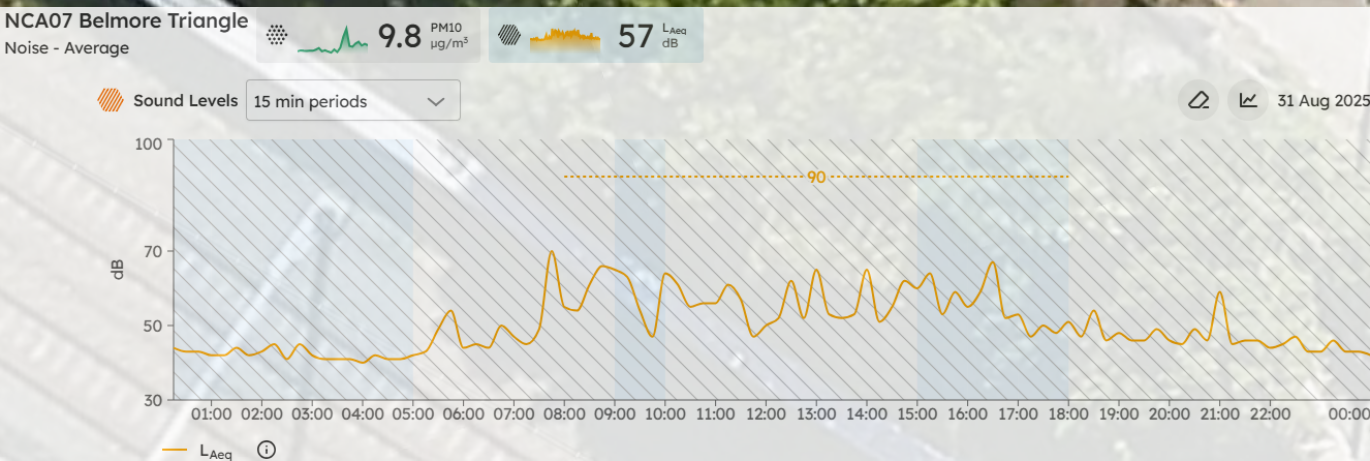 NCA07 Belmore Triangle
Noise - Average
9.8 PM10 µg/m³
57 LAeq dB
Sound Levels 15 min periods
31 Aug 2025
100
90
70
dB
50
30
01:00 02:00 03:00 04:00 05:00 06:00 07:00 08:00 09:00 10:00 11:00 12:00 13:00 14:00 15:00 16:00 17:00 18:00 19:00 20:00 21:00 22:00 00:00
LAeq